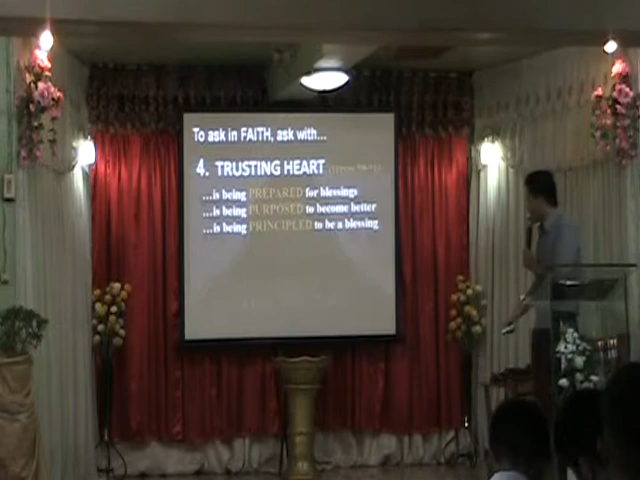 To ask in FAITH, ask with...
4. TRUSTING HEART
...is being PREPARED for blessings
...is being PURPOSED to become better
...is being PRINCIPLED to be a blessing